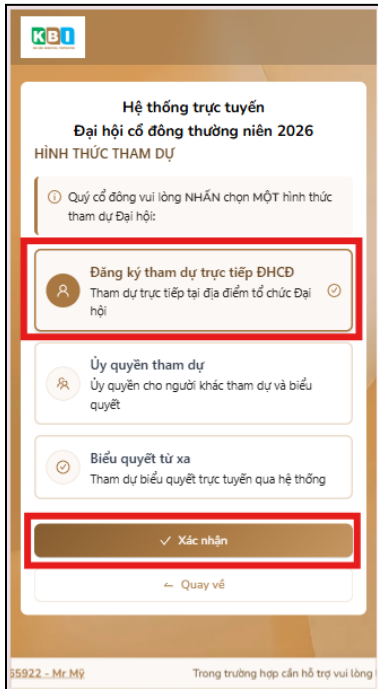 KBI
Hệ thống trực tuyến
Đại hội cổ đông thường niên 2026
HÌNH THỨC THAM DỰ
Quý cổ đông vui lòng NHẤN chọn MỘT hình thức
tham dự Đại hội:
Đăng ký tham dự trực tiếp ĐHCĐ
Tham dự trực tiếp tại địa điểm tổ chức Đại
hội
Ủy quyền tham dự
Ủy quyền cho người khác tham dự và biểu
quyết
Biểu quyết từ xa
Tham dự biểu quyết trực tuyến qua hệ thống
Xác nhận
Quay về
55922 - Mr Mỹ Trong trường hợp cần hỗ trợ vui lòng